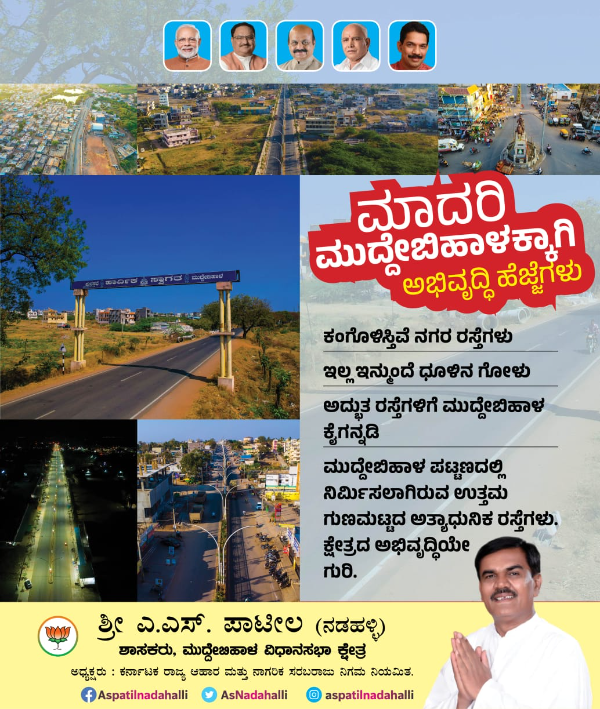 ಮಾದರಿ
ಮುದ್ದೇಬಿಹಾಳಕ್ಕಾಗಿ
ಅಭಿವೃದ್ಧಿ ಹೆಜ್ಜೆಗಳು
ಹಾರ್ದಿಕ ಸ್ವಾಗತ ಮುದ್ದೇಬಿಹಾಳ
ಕಂಗೊಳಿಸ್ತಿವೆ ನಗರ ರಸ್ತೆಗಳು
ಇಲ್ಲ ಇನ್ಮುಂದೆ ಧೂಳಿನ ಗೋಳು
ಅದ್ಭುತ ರಸ್ತೆಗಳಿಗೆ ಮುದ್ದೇಬಿಹಾಳ
ಕೈಗನ್ನಡಿ
ಮುದ್ದೇಬಿಹಾಳ ಪಟ್ಟಣದಲ್ಲಿ
ನಿರ್ಮಿಸಲಾಗಿರುವ ಉತ್ತಮ
ಗುಣಮಟ್ಟದ ಅತ್ಯಾಧುನಿಕ ರಸ್ತೆಗಳು.
ಕ್ಷೇತ್ರದ ಅಭಿವೃದ್ಧಿಯೇ
ಗುರಿ.
ಶ್ರೀ ಎ.ಎಸ್. ಪಾಟೀಲ (ನಡಹಳ್ಳಿ)
ಶಾಸಕರು, ಮುದ್ದೇಬಿಹಾಳ ವಿಧಾನಸಭಾ ಕ್ಷೇತ್ರ
ಅಧ್ಯಕ್ಷರು : ಕರ್ನಾಟಕ ರಾಜ್ಯ ಆಹಾರ ಮತ್ತು ನಾಗರಿಕ ಸರಬರಾಜು ನಿಗಮ ನಿಯಮಿತ.
Aspatilnadahalli AsNadahalli aspatilnadahalli